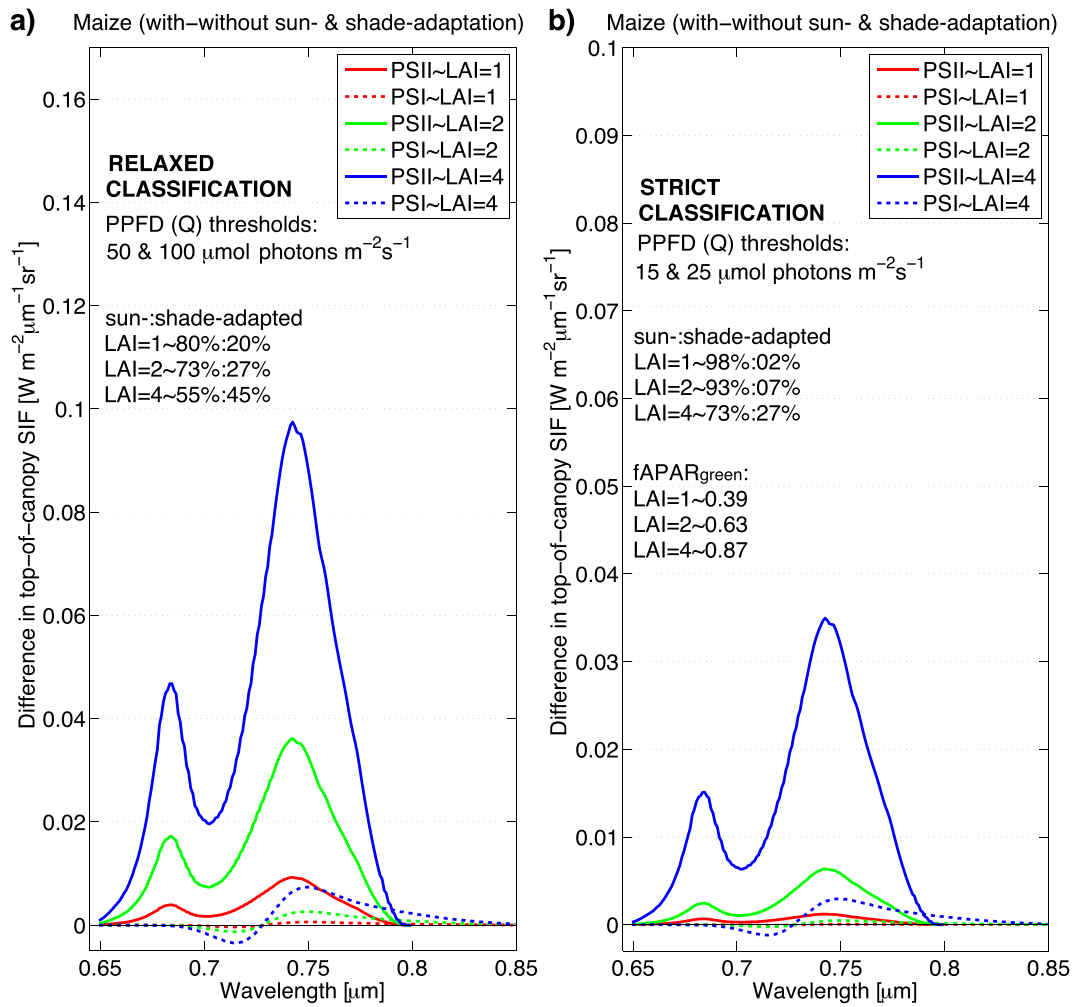 a) Maize (with−without sun- & shade-adaptation)
Difference in top−of−canopy SIF [W m−2μm−1sr−1]
0.16
0.14
0.12
0.1
0.08
0.06
0.04
0.02
0
PSII~LAI=1
PSI~LAI=1
PSII~LAI=2
PSI~LAI=2
PSII~LAI=4
PSI~LAI=4
RELAXED
CLASSIFICATION
PPFD (Q) thresholds:
50 & 100 μmol photons m−2s−1
sun-:shade-adapted
LAI=1~80%:20%
LAI=2~73%:27%
LAI=4~55%:45%
0.65 0.7 0.75 0.8 0.85
Wavelength [μm]
b) Maize (with−without sun- & shade-adaptation)
Difference in top−of−canopy SIF [W m−2μm−1sr−1]
0.1
0.09
0.08
0.07
0.06
0.05
0.04
0.03
0.02
0.01
0
PSII~LAI=1
PSI~LAI=1
PSII~LAI=2
PSI~LAI=2
PSII~LAI=4
PSI~LAI=4
STRICT
CLASSIFICATION
PPFD (Q) thresholds:
15 & 25 μmol photons m−2s−1
sun-:shade-adapted
LAI=1~98%:02%
LAI=2~93%:07%
LAI=4~73%:27%
fAPARgreen:
LAI=1~0.39
LAI=2~0.63
LAI=4~0.87
0.65 0.7 0.75 0.8 0.85
Wavelength [μm]